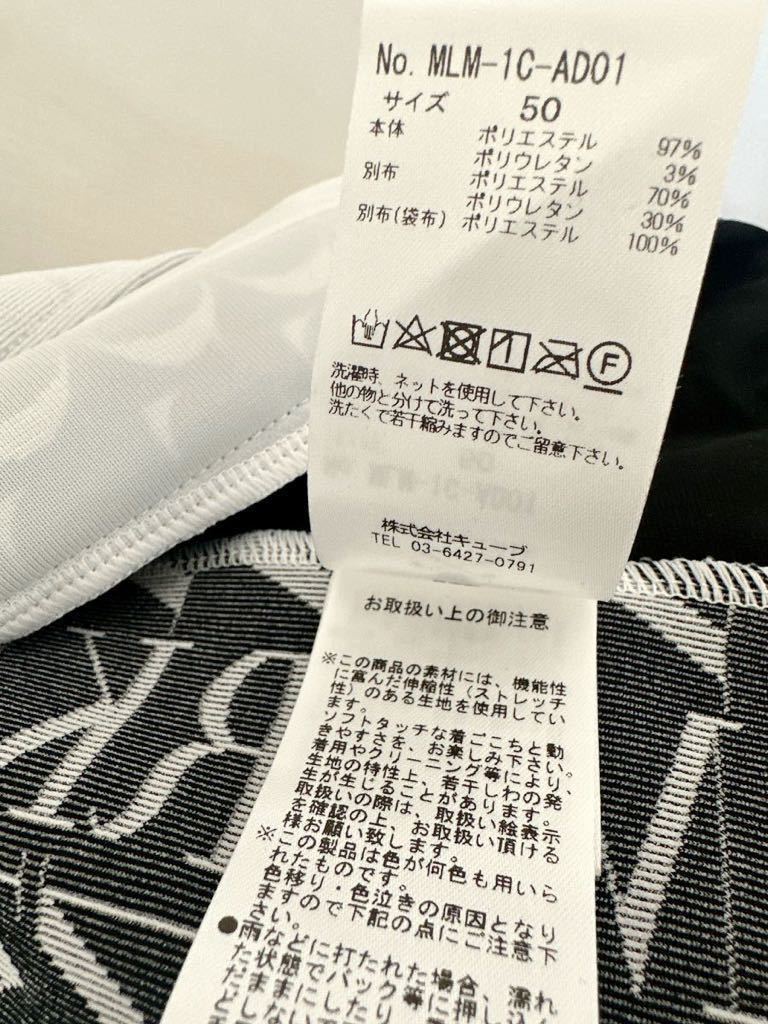 No. MLM-1C-AD01
サイズ 50
本体 ポリエステル 97%
ポリウレタン 3%
別布 ポリエステル 70%
ポリウレタン 30%
別布(袋布) ポリエステル 100%
洗濯時、ネットを使用して下さい。
他の物と分けて洗って下さい。
洗たくで若干縮みますのでご留意下さい。
株式会社キューブ
TEL 03-6427-0791
お取扱い上の御注意
※この商品の素材には、機能性
に富んだ伸縮性(ストレッチ
性)のある生地を使用してい
ます。
ソフトタッチな着ごこちと動
きやすさを、お楽しみ下さい。
着用やクリーニング等により、
生地の特性上、若干しわの発
生が生じることがあります。
取扱いの際は、取扱い絵表示
を確認の上、お取扱い頂ける
様お願い致します。
※この製品は色が何色も用いら
れたものです。
色移り・色泣きの原因となり
ますので下記の点にご注意下
さい。
●雨などに打たれた場合、濡れ
た状態でバック等に押し込